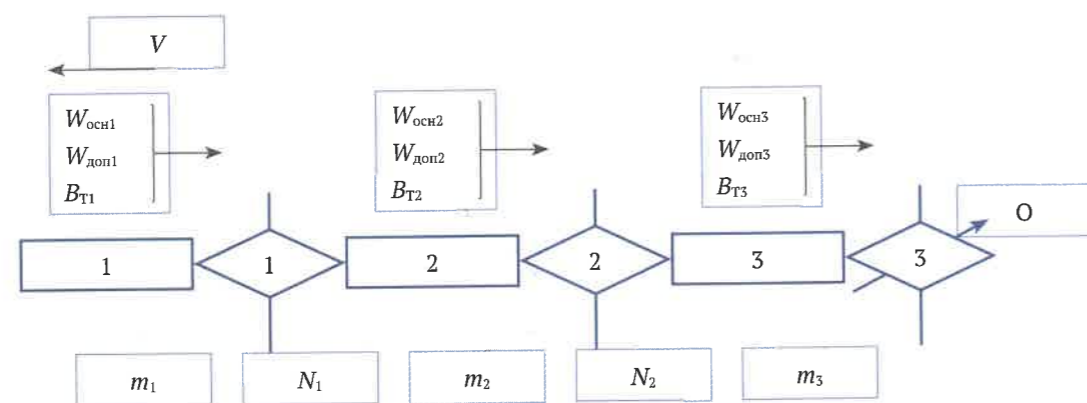 V
Wосн1
Wдоп1
BТ1
Wосн2
Wдоп2
BТ2
Wосн3
Wдоп3
BТ3
O
1 1 2 2 3 3
m1 N1 m2 N2 m3